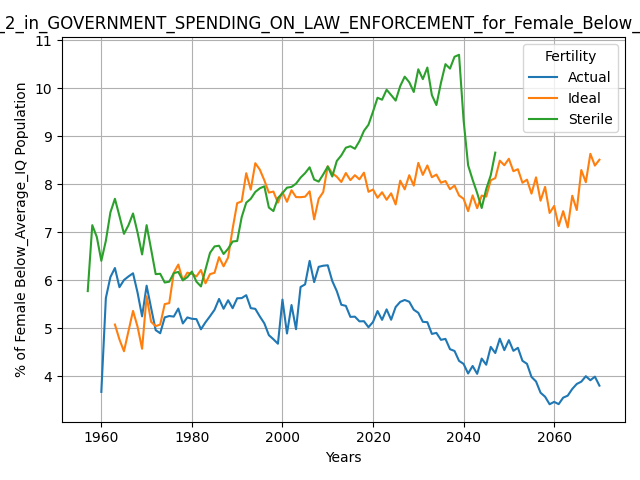 _2_in_GOVERNMENT_SPENDING_ON_LAW_ENFORCEMENT_for_Female_Below_
Fertility
Actual
Ideal
Sterile
% of Female Below_Average_IQ Population
11
10
9
8
7
6
5
4
1960 1980 2000 2020 2040 2060
Years